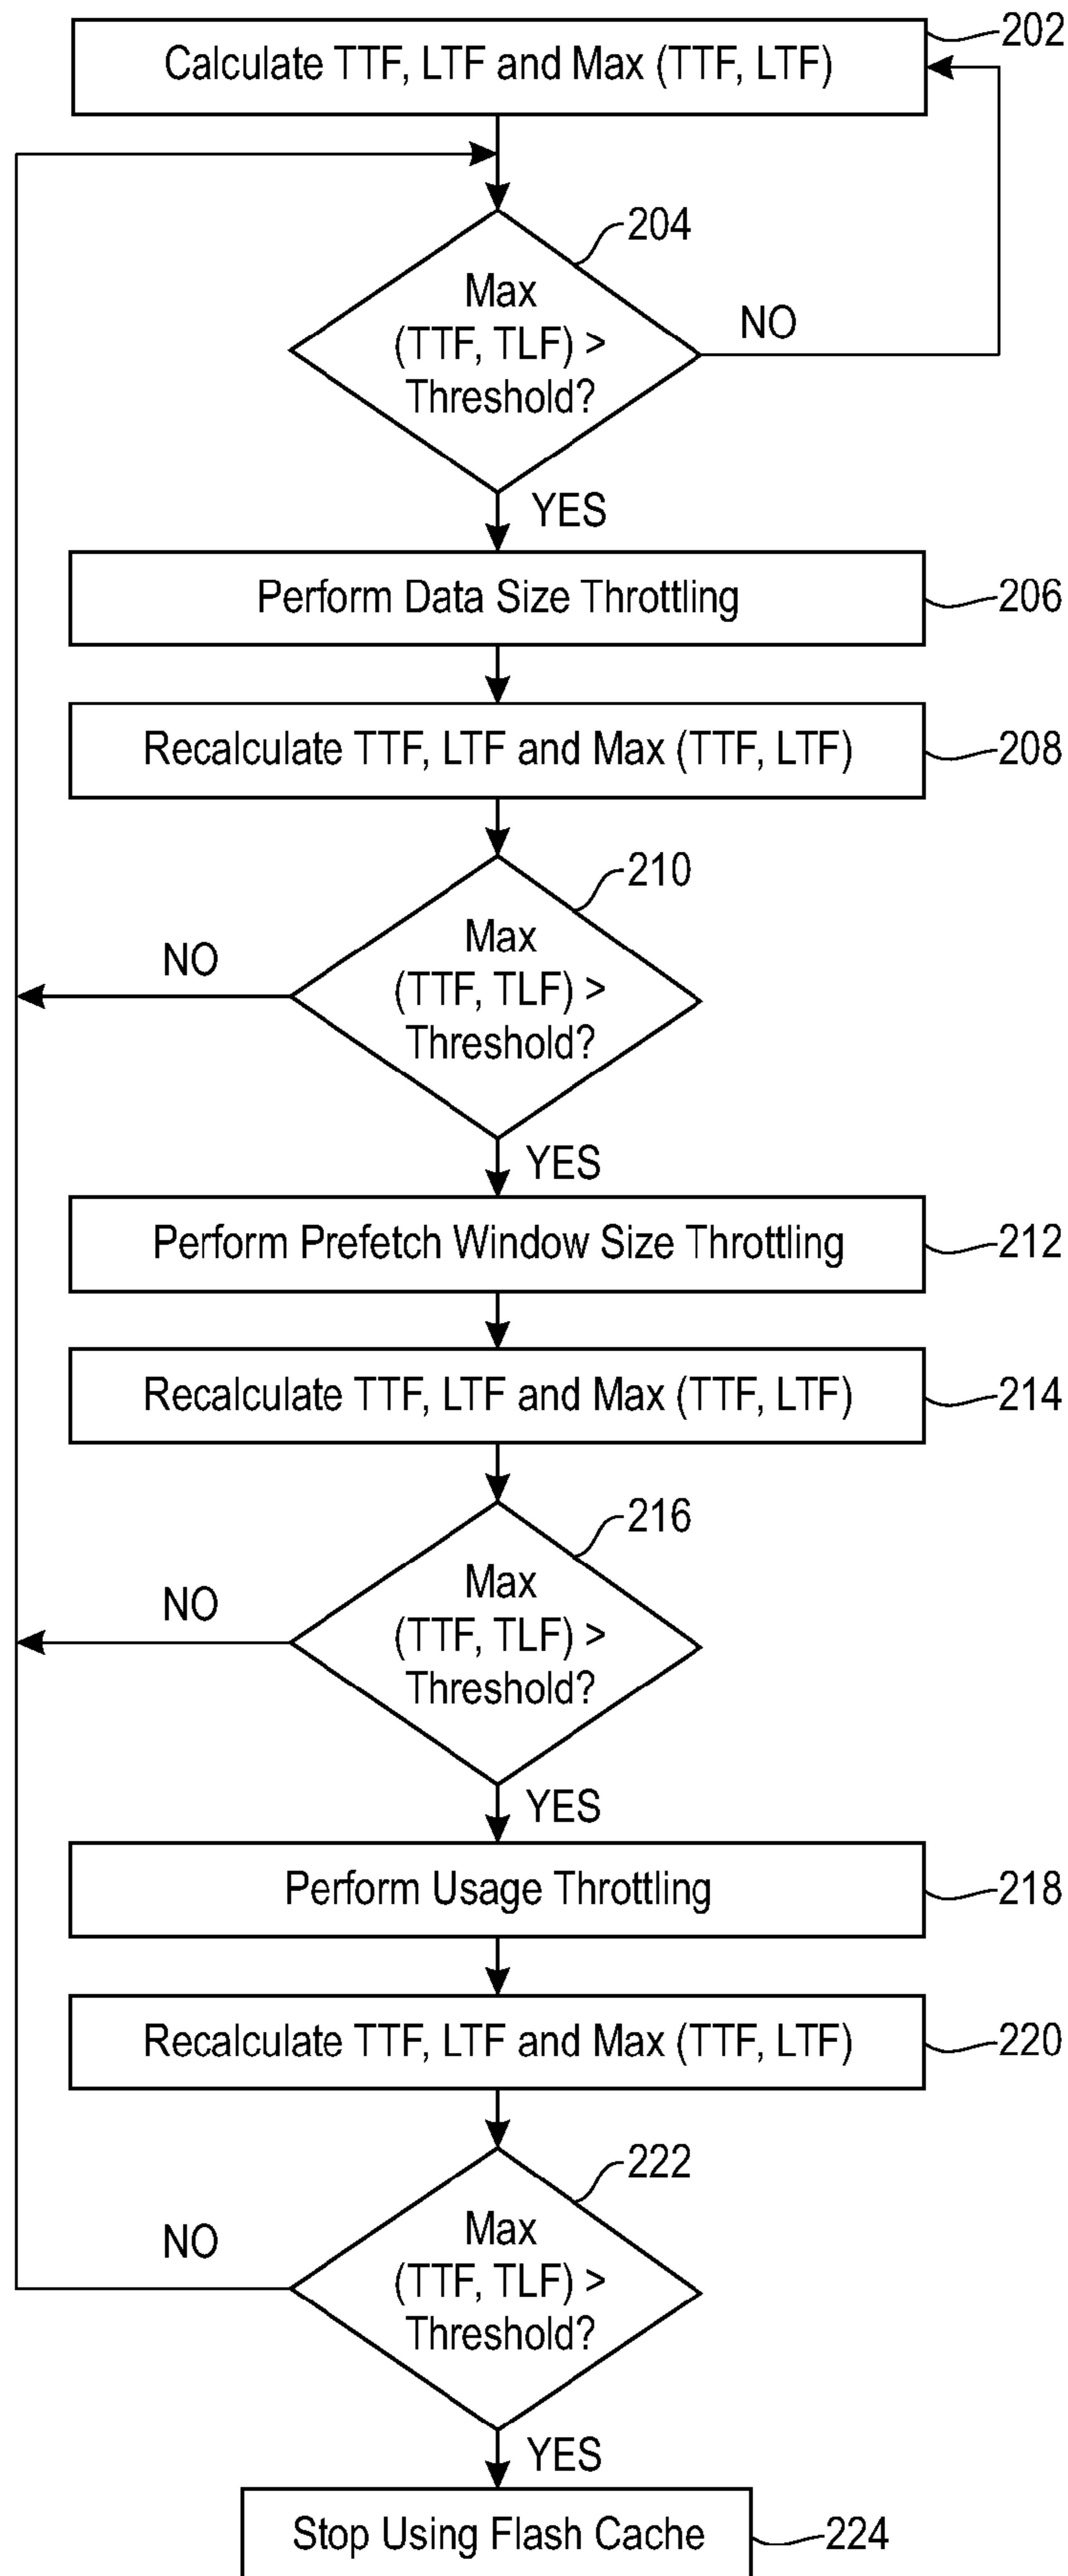 202
Calculate TTF, LTF and Max (TTF, LTF)
204
Max
(TTF, TLF) >
Threshold?
NO
YES
Perform Data Size Throttling
206
Recalculate TTF, LTF and Max (TTF, LTF)
208
210
Max
(TTF, TLF) >
Threshold?
NO
YES
Perform Prefetch Window Size Throttling
212
Recalculate TTF, LTF and Max (TTF, LTF)
214
216
Max
(TTF, TLF) >
Threshold?
NO
YES
Perform Usage Throttling
218
Recalculate TTF, LTF and Max (TTF, LTF)
220
222
Max
(TTF, TLF) >
Threshold?
NO
YES
Stop Using Flash Cache
224